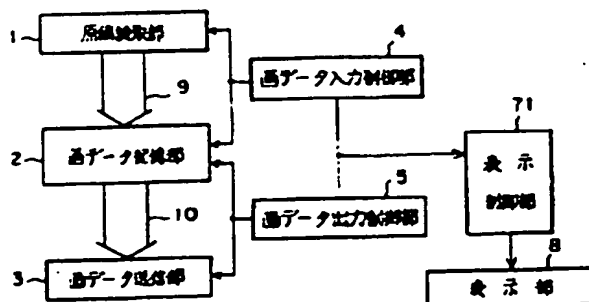 1
原稿読取部
9
2
画データ記憶部
10
3
画データ送信部
4
画データ入力制御部
5
画データ出力制御部
71
表示
制御部
8
表示部